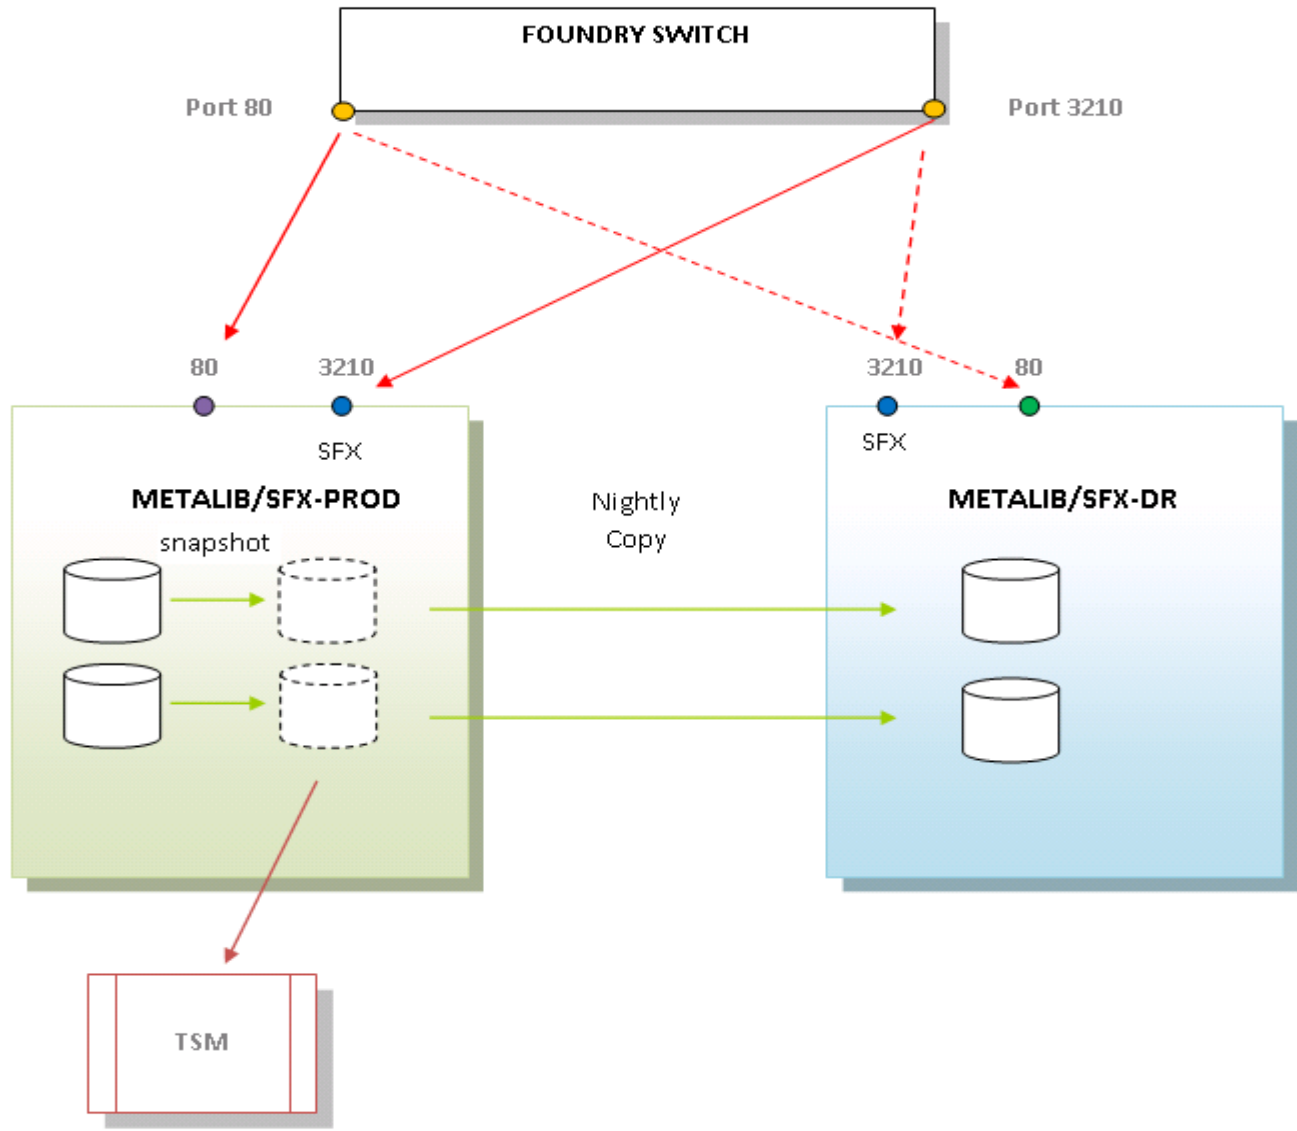 FOUNDRY SWITCH
Port 80
Port 3210
80
3210
3210
80
SFX
SFX
METALIB/SFX-PROD
METALIB/SFX-DR
Nightly
Copy
snapshot
TSM